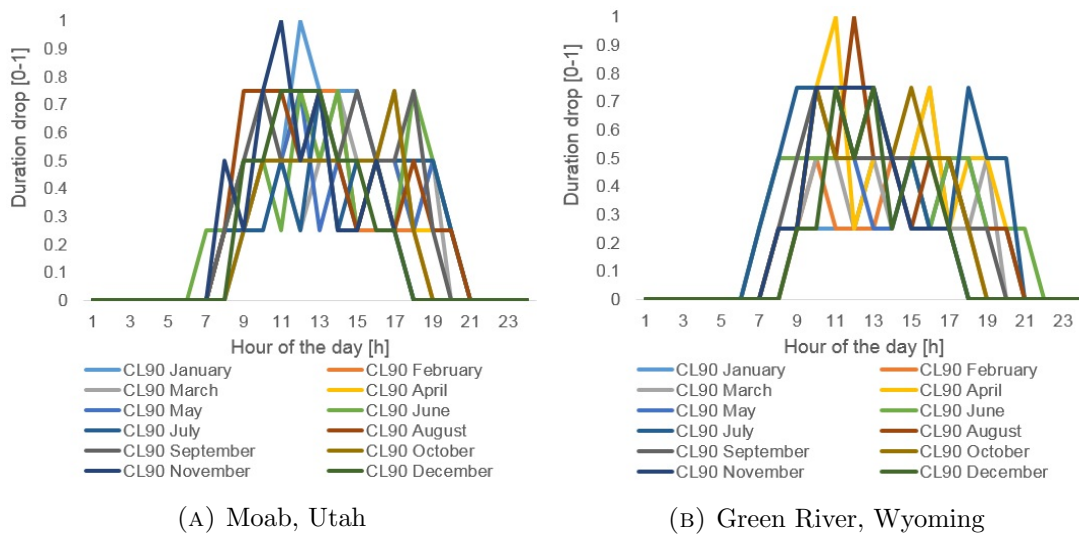 Duration drop [0-1]
1
0.9
0.8
0.7
0.6
0.5
0.4
0.3
0.2
0.1
0
1 3 5 7 9 11 13 15 17 19 21 23
Hour of the day [h]
CL90 January CL90 February
CL90 March CL90 April
CL90 May CL90 June
CL90 July CL90 August
CL90 September CL90 October
CL90 November CL90 December
(A) Moab, Utah
Duration drop [0-1]
1
0.9
0.8
0.7
0.6
0.5
0.4
0.3
0.2
0.1
0
1 3 5 7 9 11 13 15 17 19 21 23
Hour of the day [h]
CL90 January CL90 February
CL90 March CL90 April
CL90 May CL90 June
CL90 July CL90 August
CL90 September CL90 October
CL90 November CL90 December
(B) Green River, Wyoming